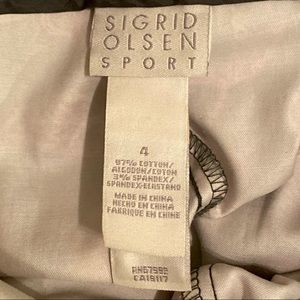 SIGRID
OLSEN
SPORT
4
97% COTTON/
ALGODON/COTON
3% SPANDEX/
SPANDEX-ELASTANO
MADE IN CHINA
HECHO EN CHINA
FABRIQUE EN CHINE
CA19117